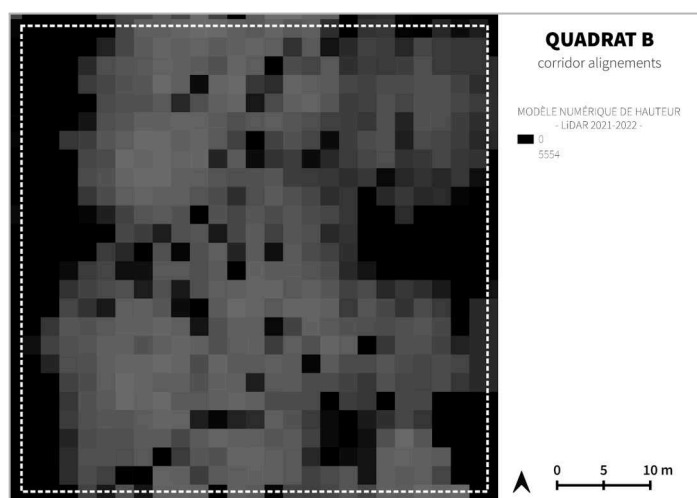 QUADRAT B
corridor alignements
MODÈLE NUMÉRIQUE DE HAUTEUR
- LiDAR 2021-2022 -
0
5554
0 5 10 m